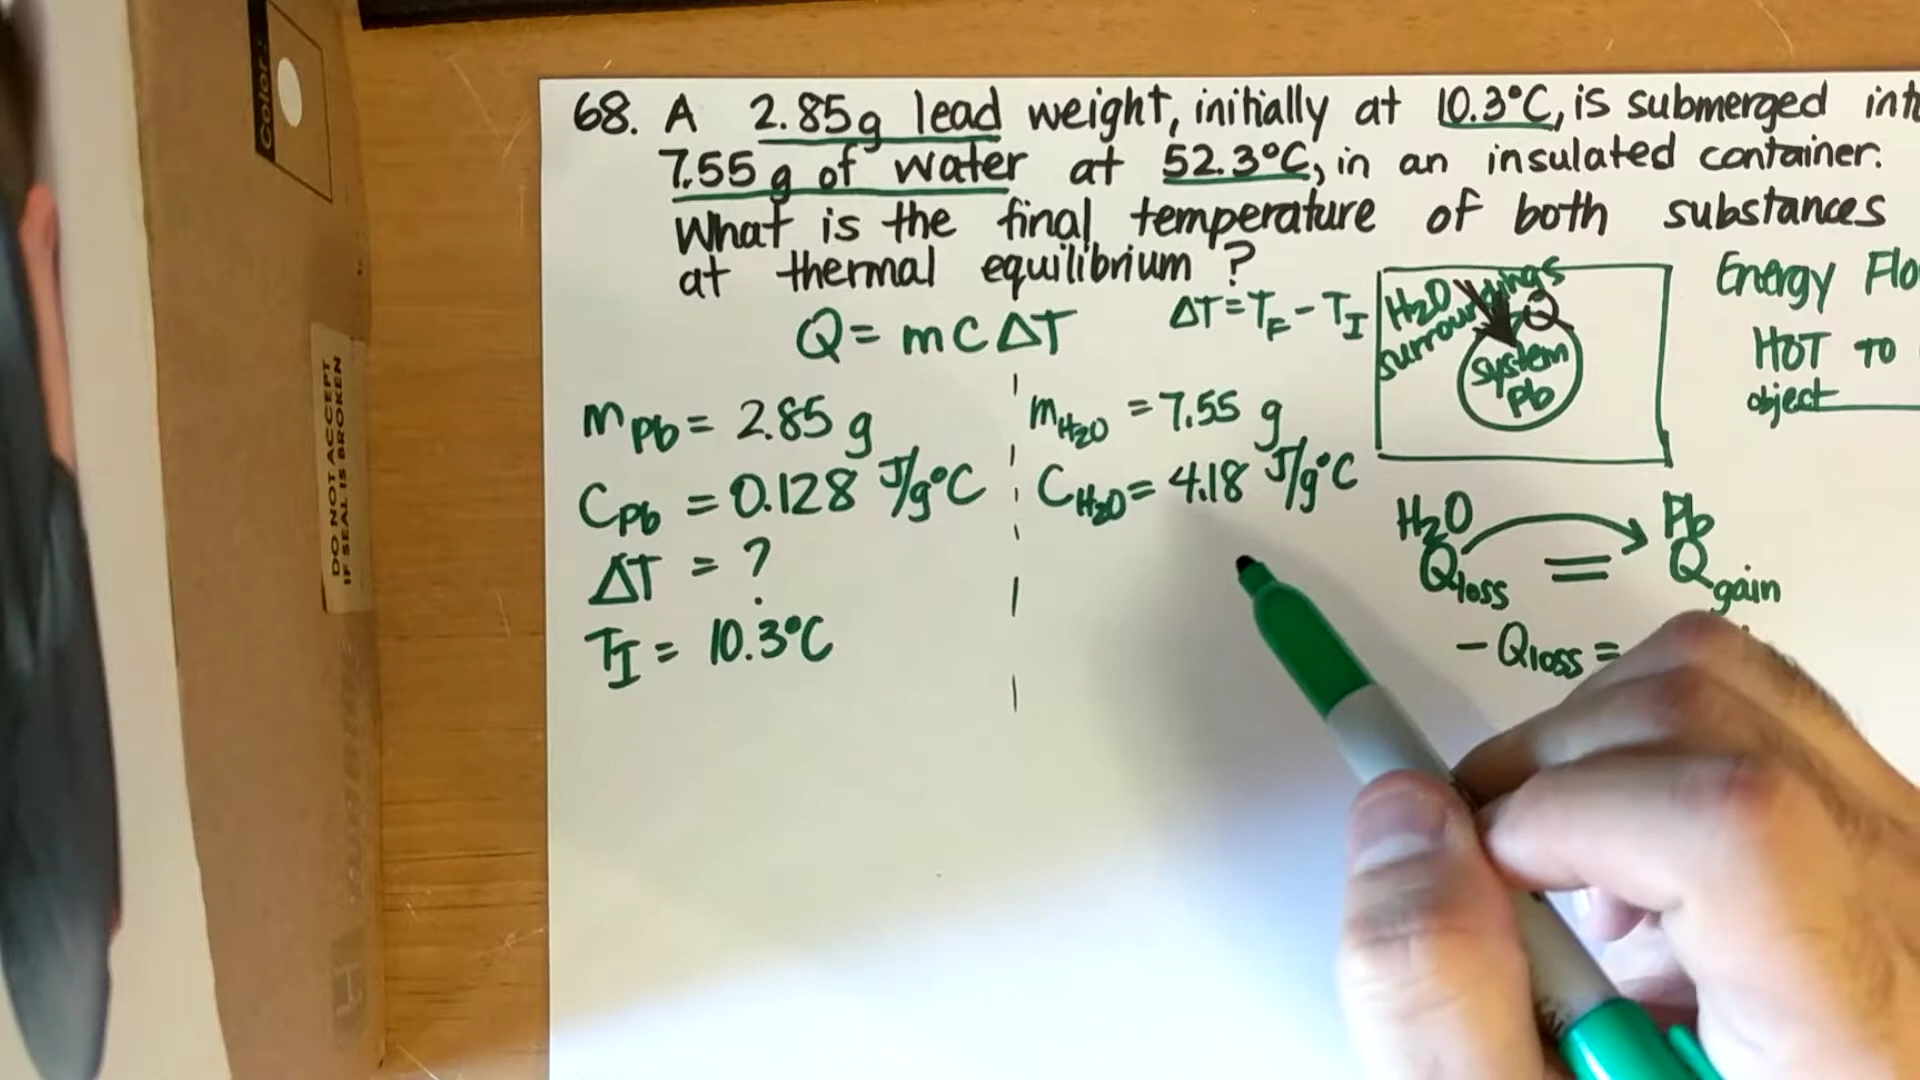 Color:
DO NOT ACCEPT
IF SEAL IS BROKEN
68. A 2.85g lead weight, initially at 10.3°C, is submerged int
7.55 g of water at 52.3°C, in an insulated container.
What is the final temperature of both substances
at thermal equilibrium ?
Q = mCΔT
ΔT = TF - TI
H2O
surroundings
Q
system
Pb
Energy Flo
HOT TO
object
mPb = 2.85 g
CPb = 0.128 J/g°C
ΔT = ?
TI = 10.3°C
mH2O = 7.55 g
CH2O = 4.18 J/g°C
H2O Pb
Qloss = Qgain
- Qloss =